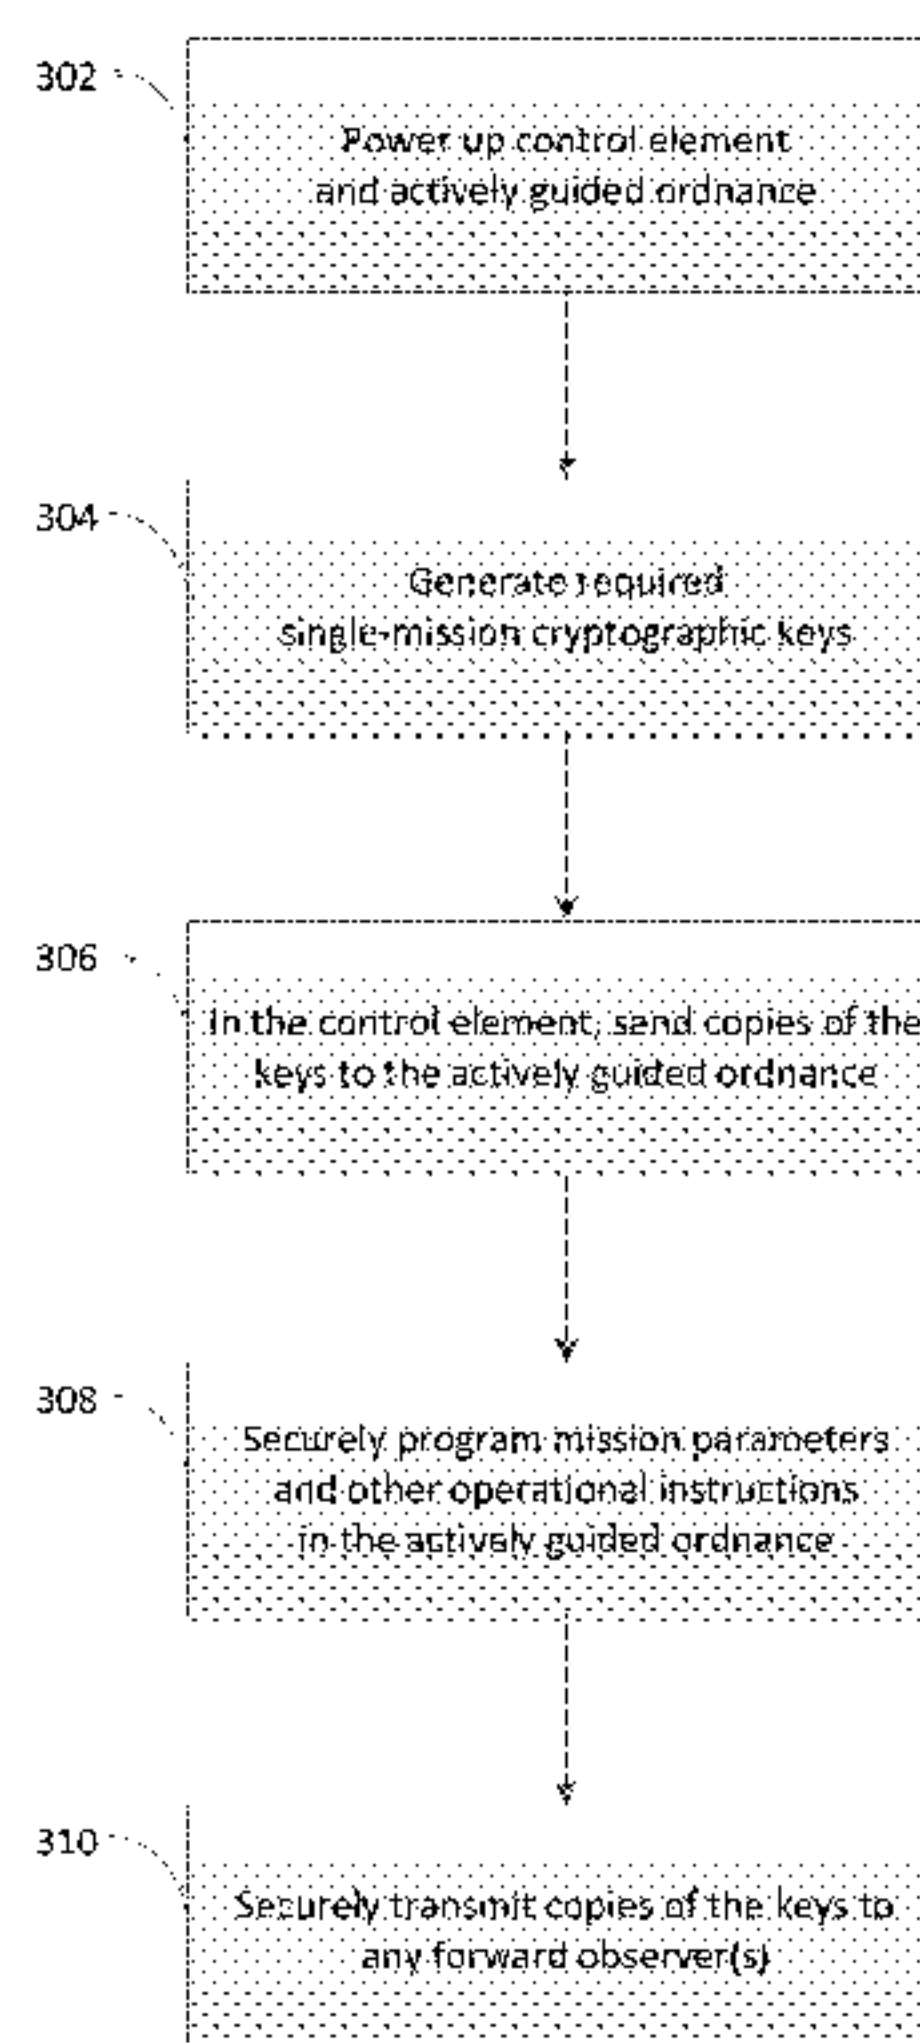 302
Power up control element
and actively guided ordnance
304
Generate required
single-mission cryptographic keys
306
In the control element, send copies of the
keys to the actively guided ordnance
308
Securely program mission parameters
and other operational instructions
in the actively guided ordnance
310
Securely transmit copies of the keys to
any forward observer(s)